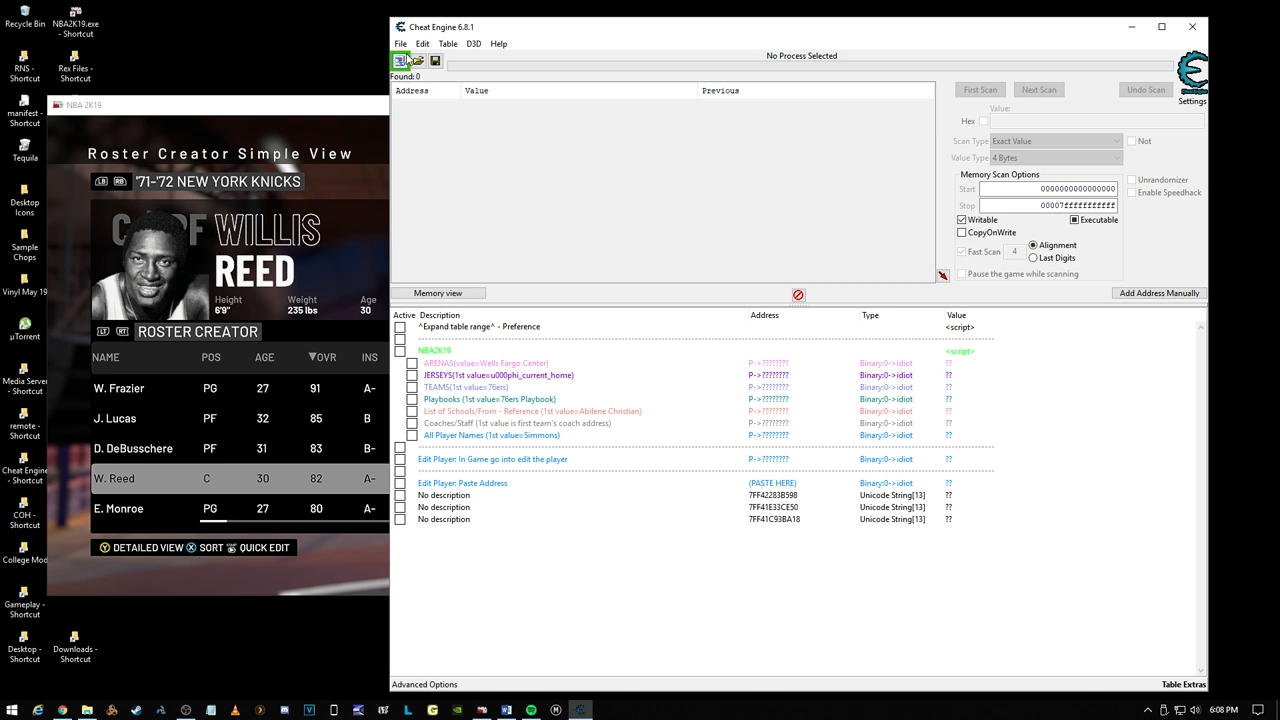 Recycle Bin
NBA2K19.exe - Shortcut
RNS - Shortcut
Rex Files - Shortcut
manifest - Shortcut
Tequila
Desktop Icons
Sample Chops
Vinyl May 19
µTorrent
Media Server - Shortcut
remote - Shortcut
Cheat Engine - Shortcut
COH - Shortcut
College Mod
Gameplay - Shortcut
Desktop - Shortcut
Downloads - Shortcut
NBA 2K19
Roster Creator Simple View
LB RB '71-'72 NEW YORK KNICKS
WILLIS
REED
Height Weight Age
6'9" 235 lbs 30
LT RT ROSTER CREATOR
NAME POS AGE ▼OVR INS
W. Frazier PG 27 91 A-
J. Lucas PF 32 85 B
D. DeBusschere PF 31 83 B-
W. Reed C 30 82 A-
E. Monroe PG 27 80 A-
Y DETAILED VIEW X SORT QUICK EDIT
Cheat Engine 6.8.1
File Edit Table D3D Help
No Process Selected
Found: 0
Address Value Previous
First Scan Next Scan Undo Scan
Settings
Value:
Hex
Scan Type Exact Value Not
Value Type 4 Bytes
Memory Scan Options
Start 0000000000000000
Stop 00007fffffffffff
Writable Executable
CopyOnWrite
Fast Scan 4 Alignment
Last Digits
Pause the game while scanning
Unrandomizer
Enable Speedhack
Memory view Add Address Manually
Active Description Address Type Value
^Expand table range^ - Preference <script>
NBA2K19 <script>
ARENAS(value=Wells Fargo Center) P->???????? Binary:0->idiot ??
JERSEYS(1st value=u000phi_current_home) P->???????? Binary:0->idiot ??
TEAMS(1st value=76ers) P->???????? Binary:0->idiot ??
Playbooks (1st value=76ers Playbook) P->???????? Binary:0->idiot ??
List of Schools/From - Reference (1st value=Abilene Christian) P->???????? Binary:0->idiot ??
Coaches/Staff (1st value is first team's coach address) P->???????? Binary:0->idiot ??
All Player Names (1st value=Simmons) P->???????? Binary:0->idiot ??
Edit Player: In Game go into edit the player P->???????? Binary:0->idiot ??
Edit Player: Paste Address (PASTE HERE) Binary:0->idiot ??
No description 7FF42283B598 Unicode String[13] ??
No description 7FF41E33CE50 Unicode String[13] ??
No description 7FF41C93BA18 Unicode String[13] ??
Advanced Options Table Extras
6:08 PM